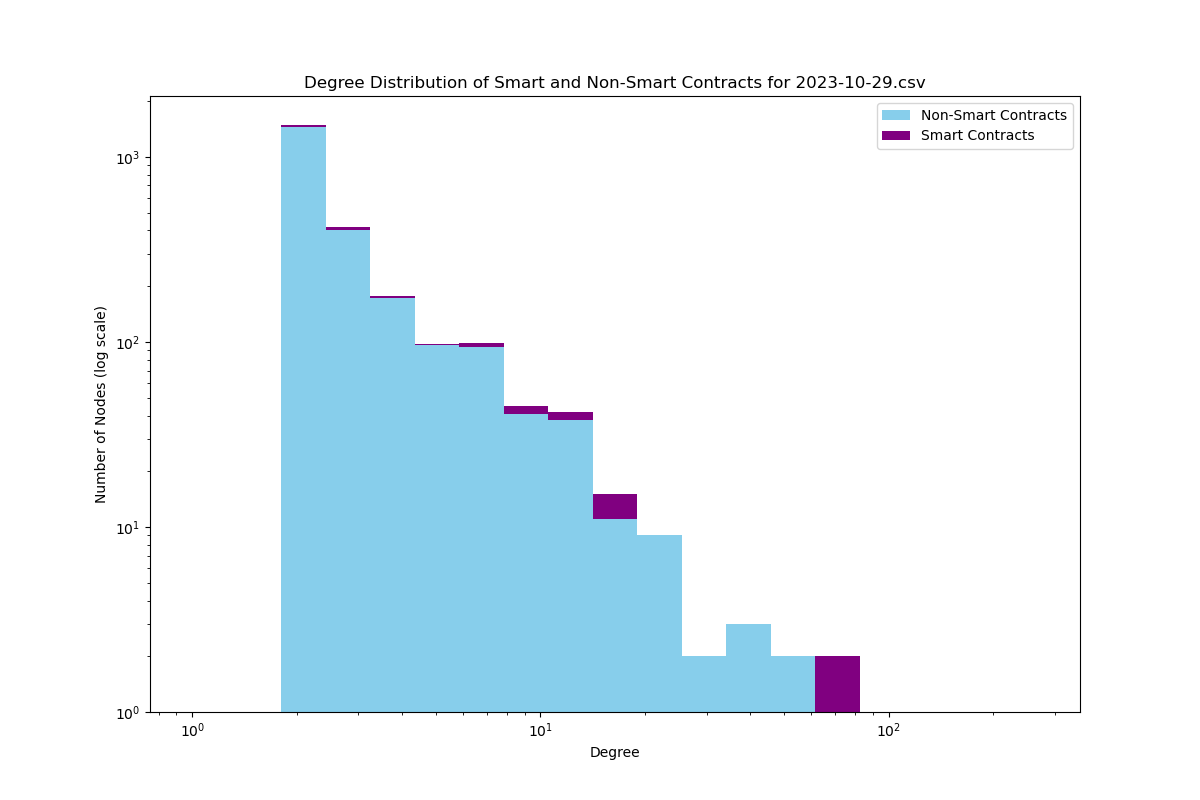 Degree Distribution of Smart and Non-Smart Contracts for 2023-10-29.csv
Non-Smart Contracts
Smart Contracts
Number of Nodes (log scale)
10³
10²
10¹
10⁰
10⁰ 10¹ 10²
Degree